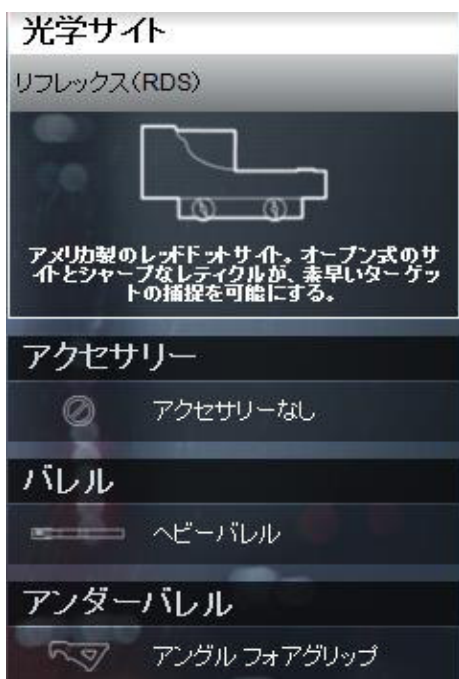 光学サイト
リフレックス(RDS)
アメリカ製のレッドドットサイト。オープン式のサ
イトとシャープなレティクルが、素早いターゲッ
トの捕捉を可能にする。
アクセサリー
アクセサリーなし
バレル
ヘビーバレル
アンダーバレル
アングル フォアグリップ